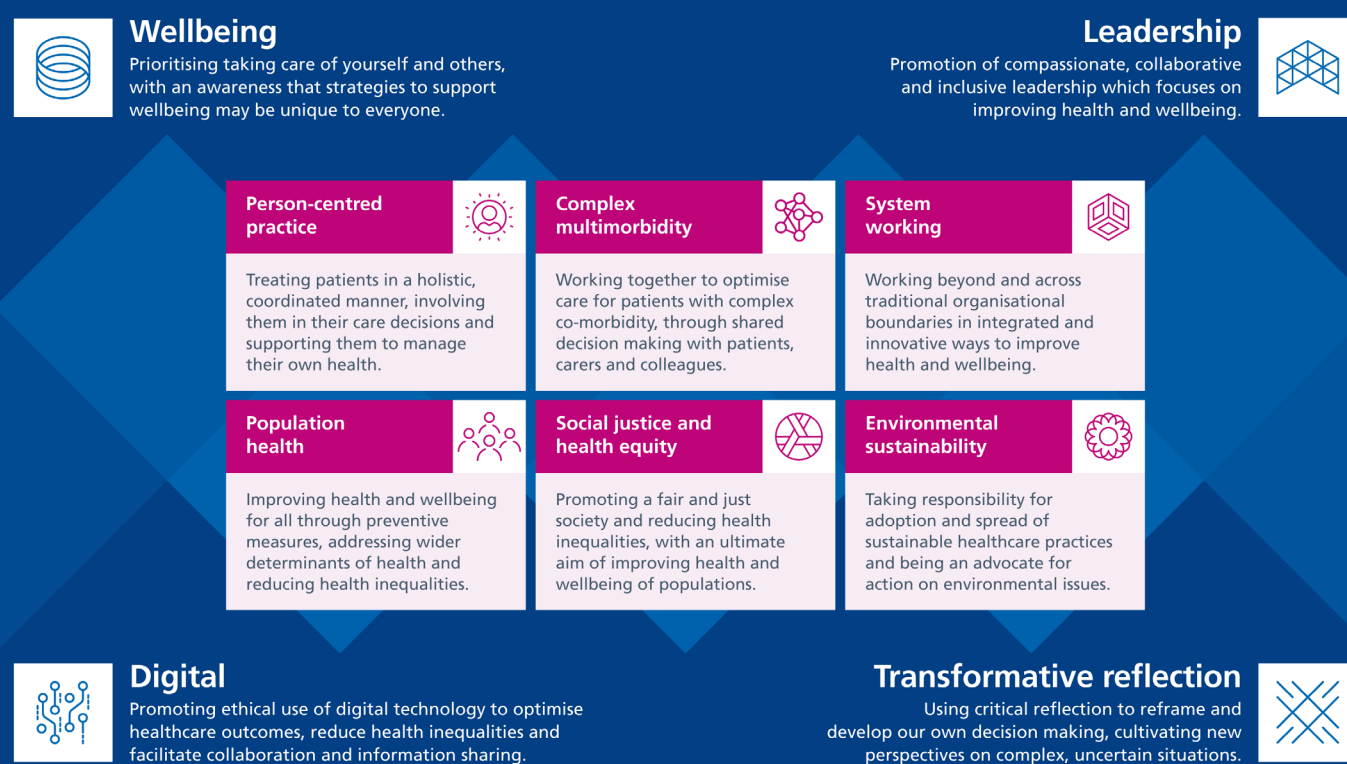 Wellbeing
Prioritising taking care of yourself and others,
with an awareness that strategies to support
wellbeing may be unique to everyone.
Leadership
Promotion of compassionate, collaborative
and inclusive leadership which focuses on
improving health and wellbeing.
Person-centred
practice
Treating patients in a holistic,
coordinated manner, involving
them in their care decisions and
supporting them to manage
their own health.
Complex
multimorbidity
Working together to optimise
care for patients with complex
co-morbidity, through shared
decision making with patients,
carers and colleagues.
System
working
Working beyond and across
traditional organisational
boundaries in integrated and
innovative ways to improve
health and wellbeing.
Population
health
Improving health and wellbeing
for all through preventive
measures, addressing wider
determinants of health and
reducing health inequalities.
Social justice and
health equity
Promoting a fair and just
society and reducing health
inequalities, with an ultimate
aim of improving health and
wellbeing of populations.
Environmental
sustainability
Taking responsibility for
adoption and spread of
sustainable healthcare practices
and being an advocate for
action on environmental issues.
Digital
Promoting ethical use of digital technology to optimise
healthcare outcomes, reduce health inequalities and
facilitate collaboration and information sharing.
Transformative reflection
Using critical reflection to reframe and
develop our own decision making, cultivating new
perspectives on complex, uncertain situations.